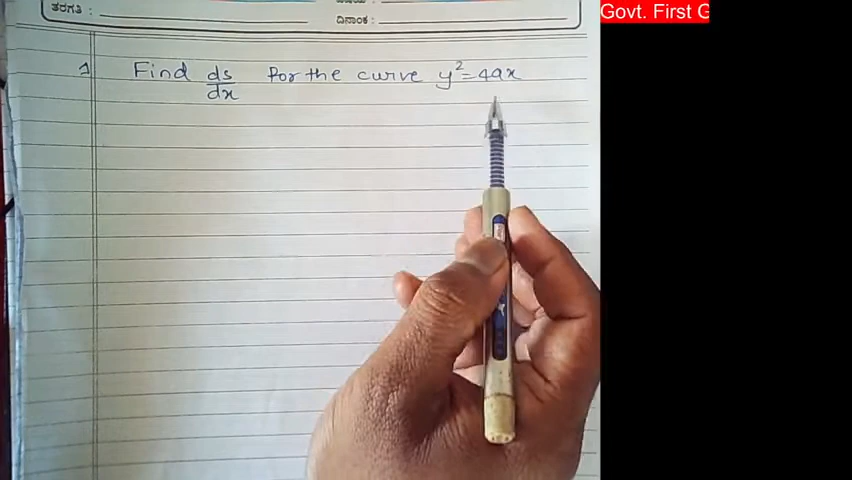 ತರಗತಿ :
ದಿನಾಂಕ :
Govt. First G
1 Find ds/dx for the curve y²=4ax